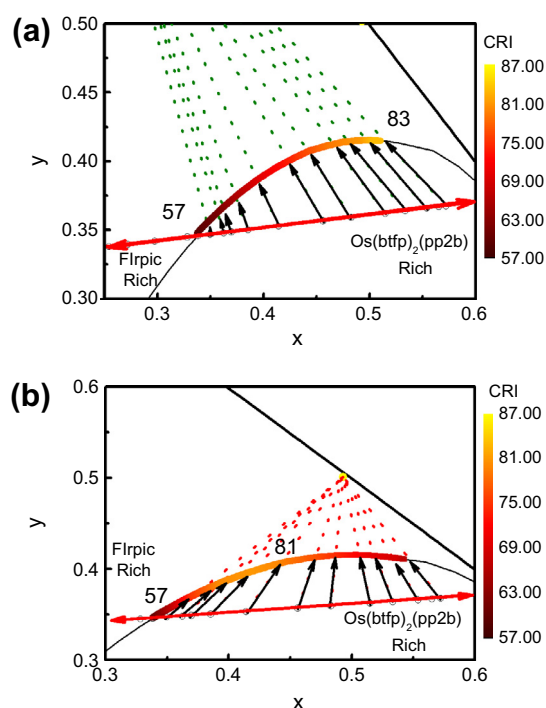 (a)
0.50
0.45
0.40
0.35
0.30
y
0.3
0.4
0.5
0.6
x
57
83
FIrpic
Rich
Os(btfp)2(pp2b)
Rich
CRI
87.00
81.00
75.00
69.00
63.00
57.00
(b)
0.6
0.5
0.4
0.3
y
0.3
0.4
0.5
0.6
x
FIrpic
Rich
57
81
Os(btfp)2(pp2b)
Rich
CRI
87.00
81.00
75.00
69.00
63.00
57.00